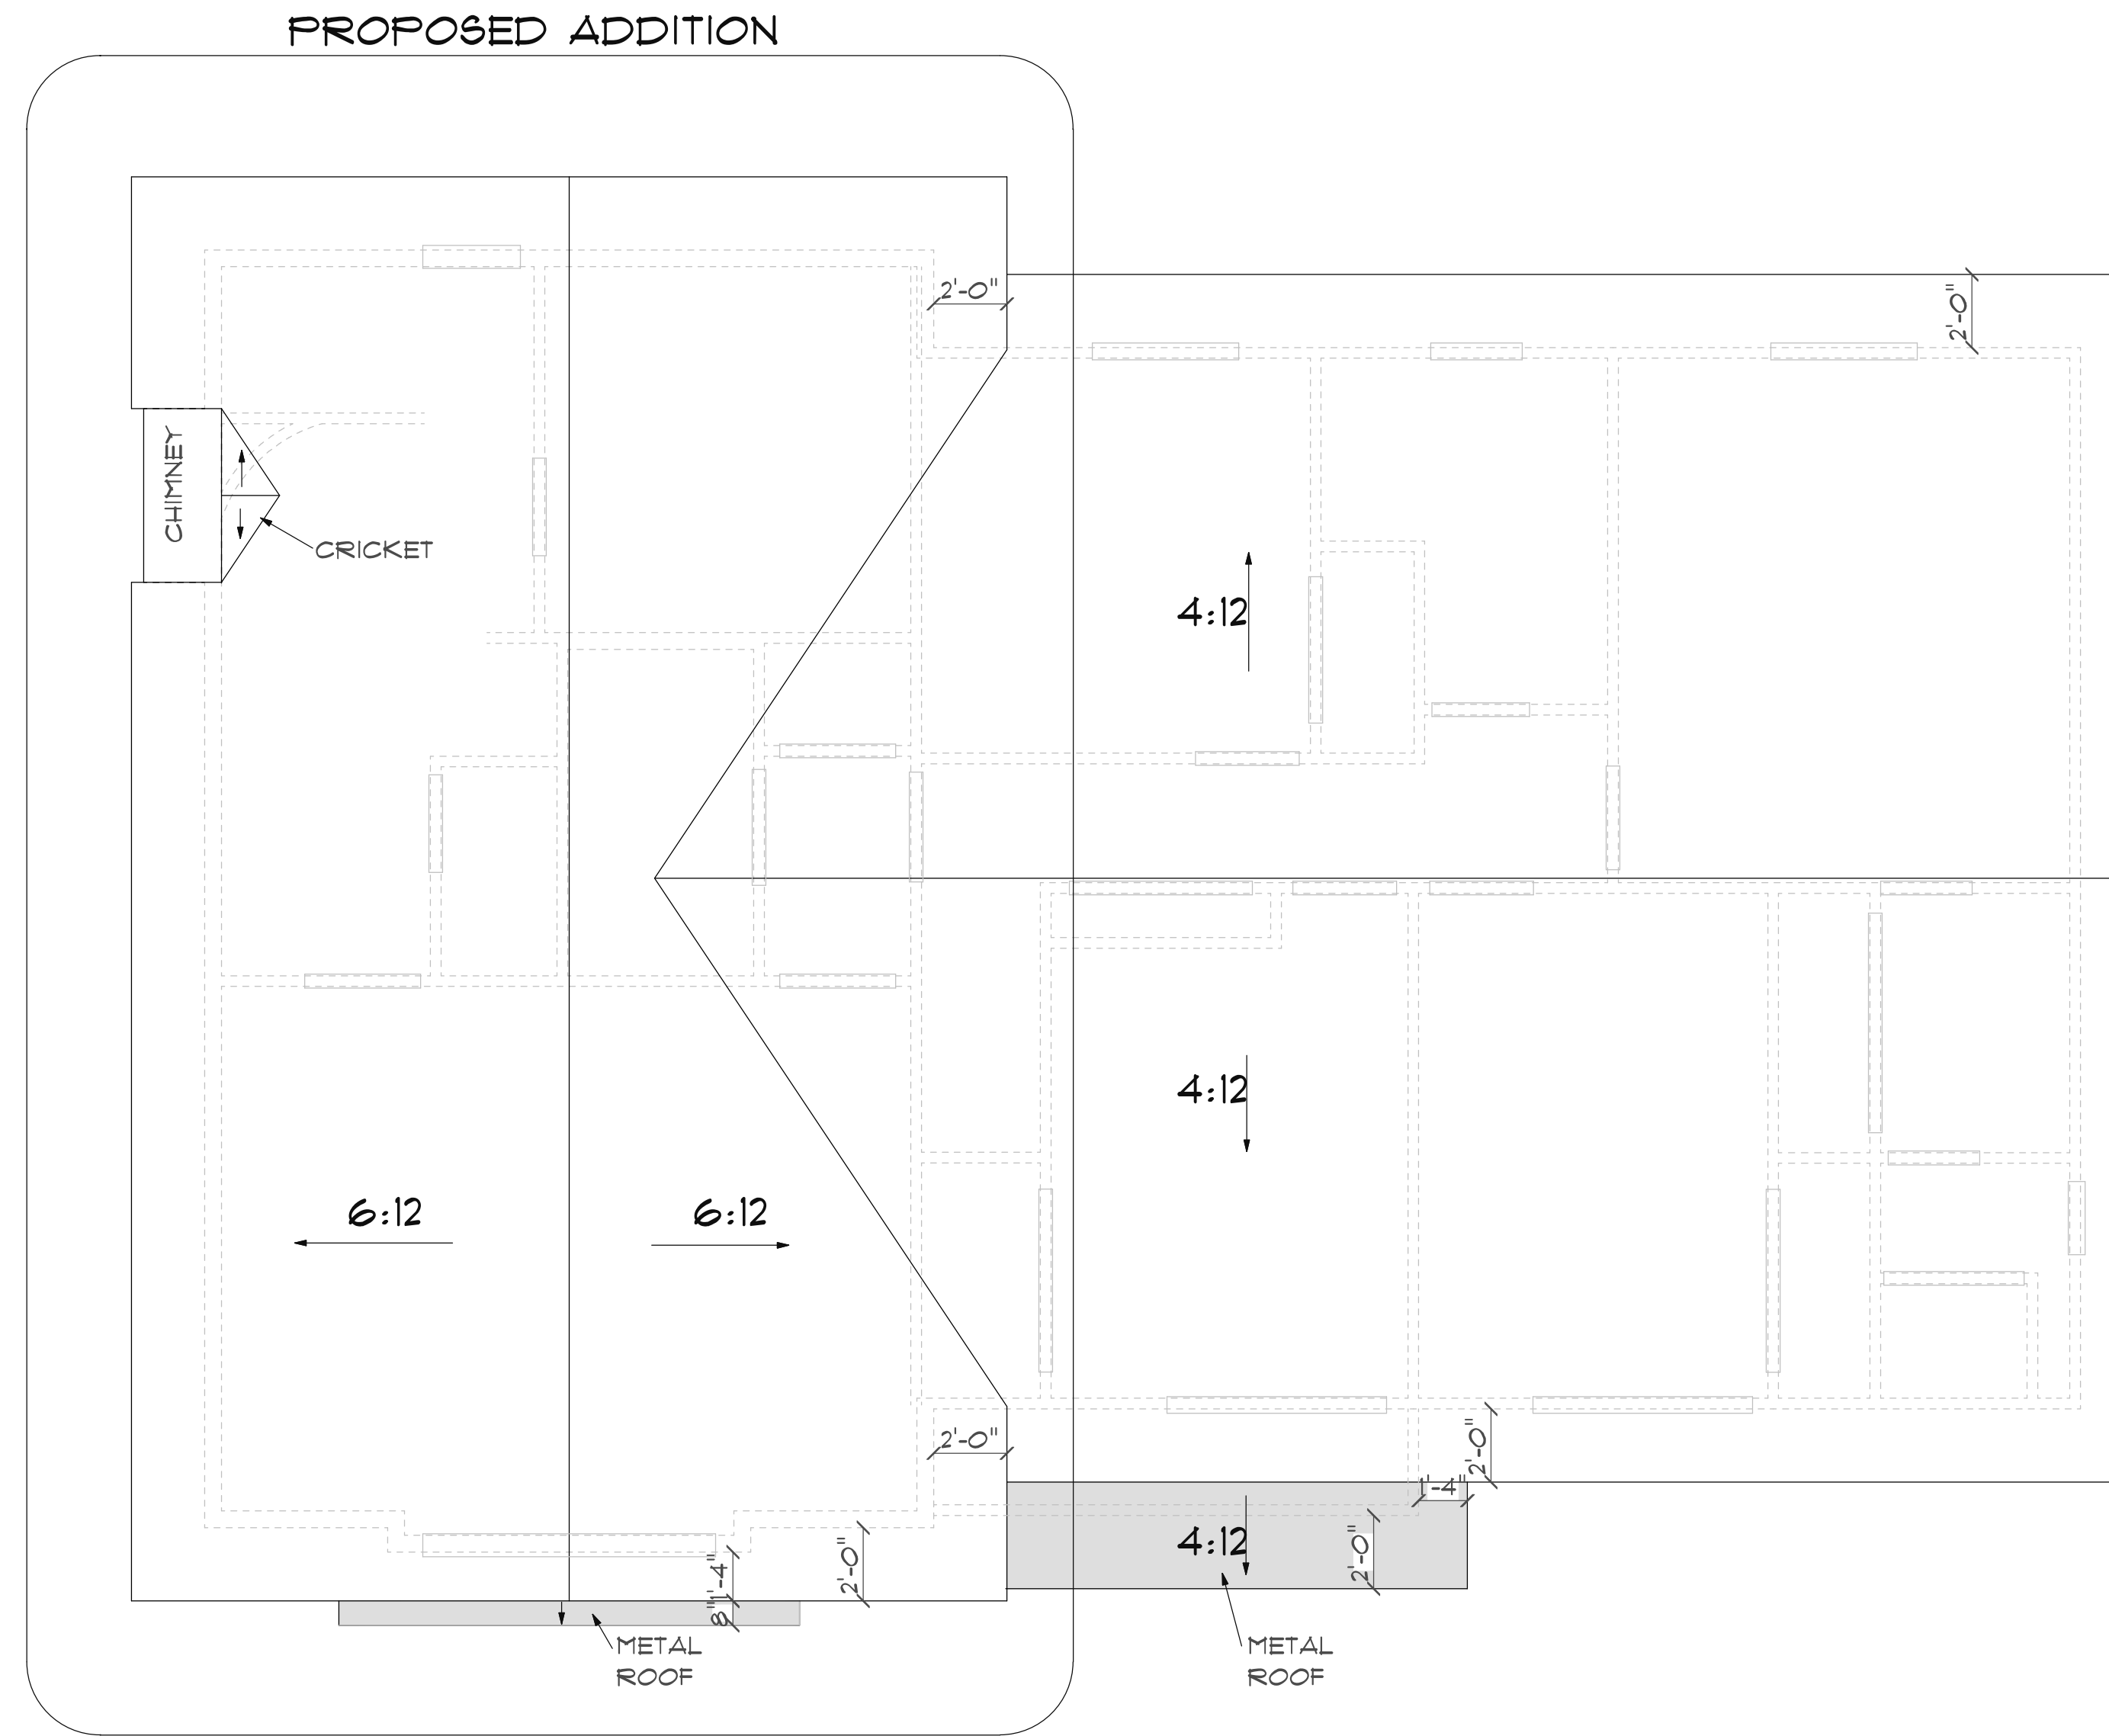 PROPOSED ADDITION
2'-0"
2'-0"
CHIMNEY
CRICKET
4:12
4:12
6:12
6:12
2'-0"
2'-0"
1'-4"
4:12
2'-0"
2'-0"
1'-4"
8"
METAL
ROOF
METAL
ROOF